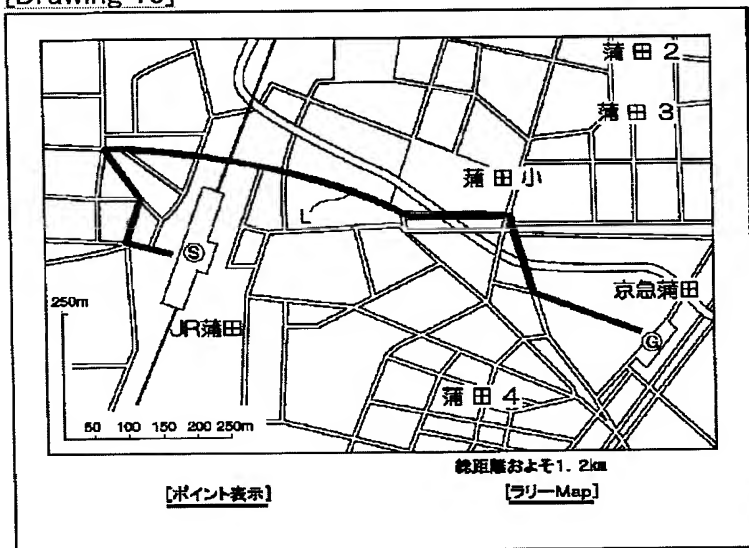 [Drawing 10]
蒲田2
蒲田3
蒲田小
L
S
京急蒲田
250m
JR蒲田
G
蒲田4
50 100 150 200 250m
総距離およそ1.2km
[ポイント表示] [ラリーMap]